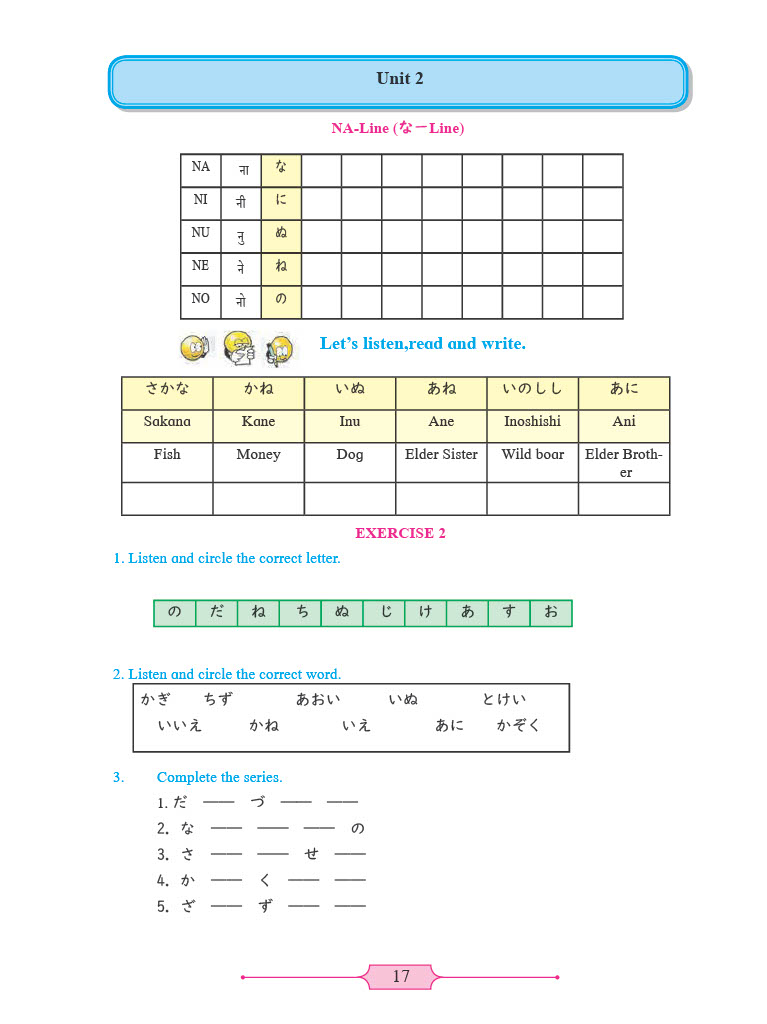 Unit 2
NA-Line (なーLine)
NA ना な
NI नी に
NU नु ぬ
NE ने ね
NO नो の
Let's listen,read and write.
さかな かね いぬ あね いのしし あに
Sakana Kane Inu Ane Inoshishi Ani
Fish Money Dog Elder Sister Wild boar Elder Broth-
er
EXERCISE 2
1. Listen and circle the correct letter.
の だ ね ち ぬ じ け あ す お
2. Listen and circle the correct word.
かぎ ちず あおい いぬ とけい
いいえ かね いえ あに かぞく
3. Complete the series.
1. だ —— づ —— ——
2. な —— —— —— の
3. さ —— —— せ ——
4. か —— く —— ——
5. ざ —— ず —— ——
17